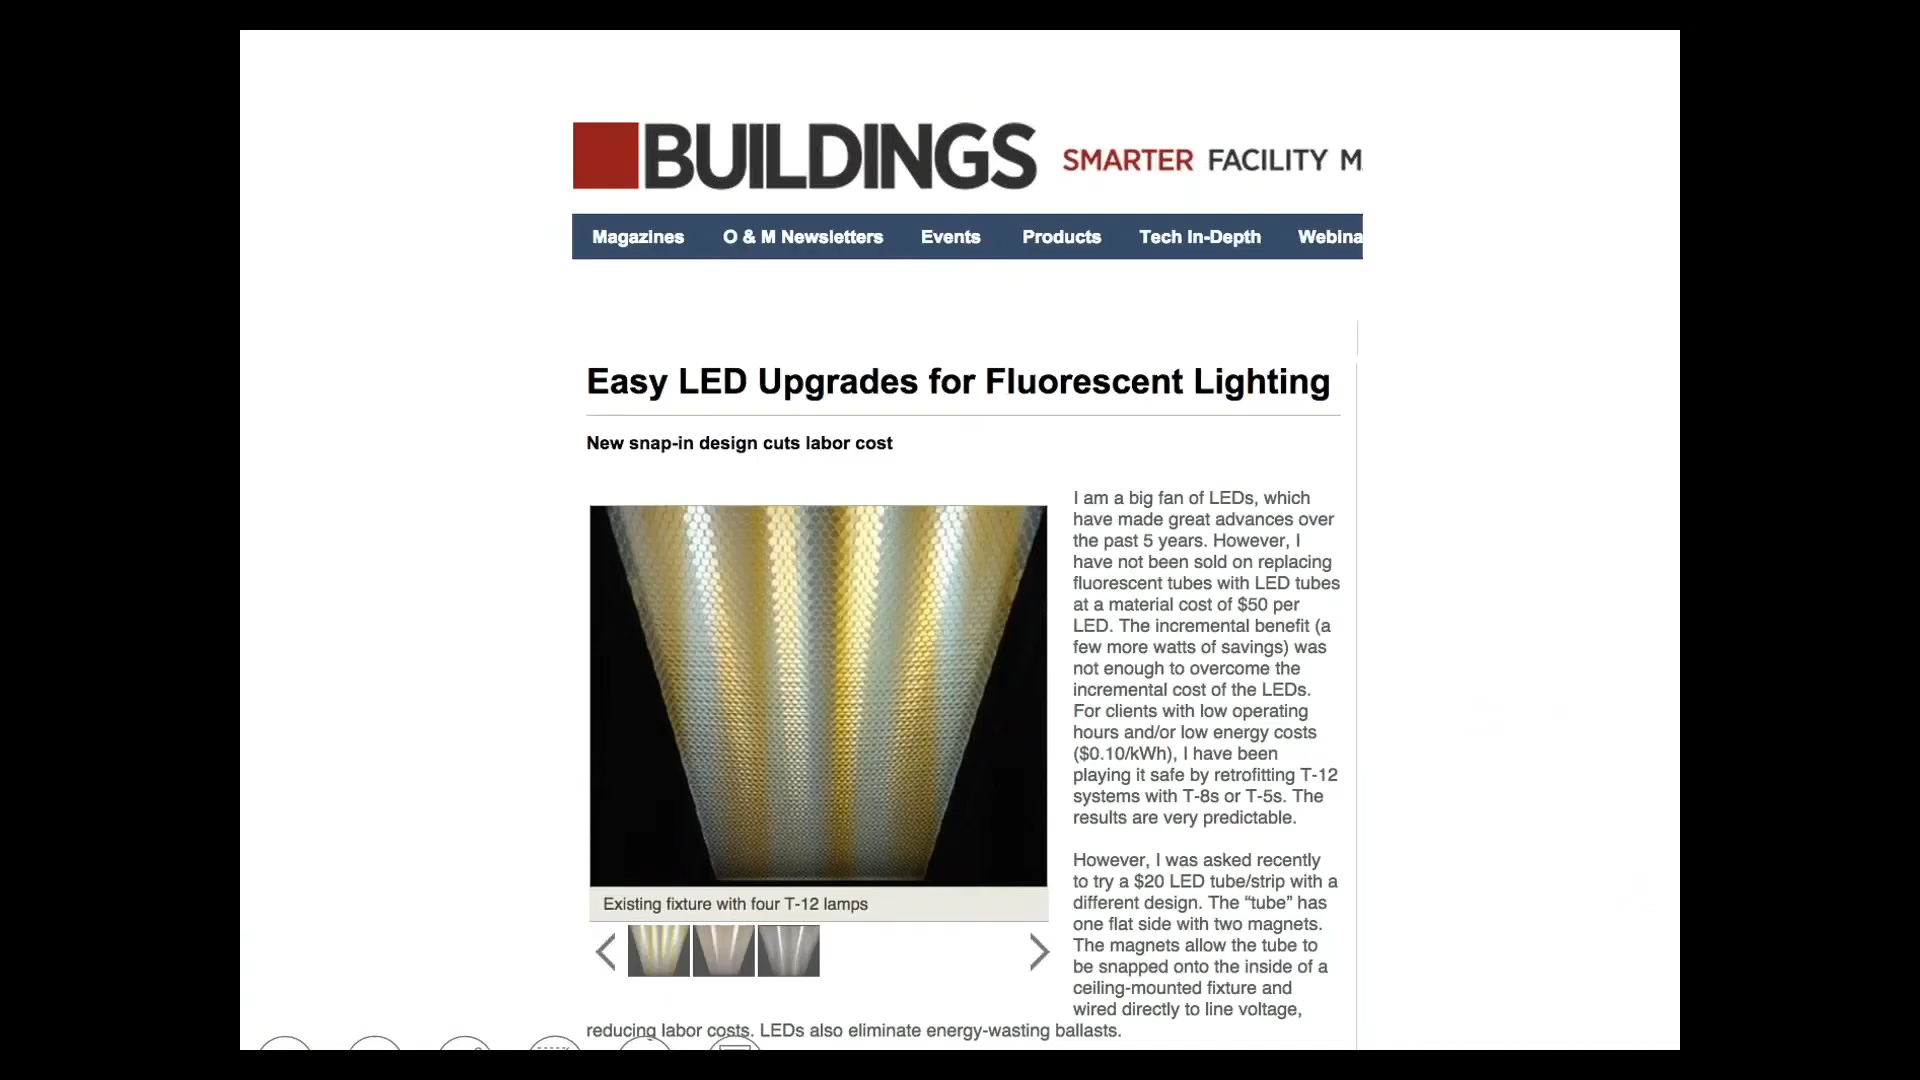 BUILDINGS SMARTER FACILITY M
Magazines O & M Newsletters Events Products Tech In-Depth Webina
Easy LED Upgrades for Fluorescent Lighting
New snap-in design cuts labor cost
I am a big fan of LEDs, which
have made great advances over
the past 5 years. However, I
have not been sold on replacing
fluorescent tubes with LED tubes
at a material cost of $50 per
LED. The incremental benefit (a
few more watts of savings) was
not enough to overcome the
incremental cost of the LEDs.
For clients with low operating
hours and/or low energy costs
($0.10/kWh), I have been
playing it safe by retrofitting T-12
systems with T-8s or T-5s. The
results are very predictable.
However, I was asked recently
to try a $20 LED tube/strip with a
different design. The “tube” has
one flat side with two magnets.
The magnets allow the tube to
be snapped onto the inside of a
ceiling-mounted fixture and
wired directly to line voltage,
reducing labor costs. LEDs also eliminate energy-wasting ballasts.
Existing fixture with four T-12 lamps